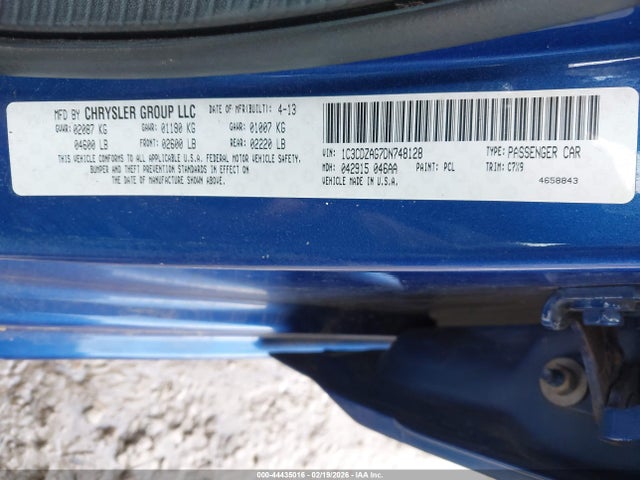 MFD BY CHRYSLER GROUP LLC DATE OF MFR(BUILT): 4-13
GVWR: 02087 KG GAWR: 01180 KG GAWR: 01007 KG
04600 LB FRONT: 02600 LB REAR: 02220 LB
THIS VEHICLE CONFORMS TO ALL APPLICABLE U.S.A. FEDERAL MOTOR VEHICLE SAFETY,
BUMPER AND THEFT PREVENTION STANDARDS IN EFFECT ON THE DATE OF
MANUFACTURE SHOWN ABOVE.
VIN: 1C3CDZAG7DN748128 TYPE: PASSENGER CAR
MDH: 042915 046AA PAINT: PCL TRIM: C7X9
VEHICLE MADE IN U.S.A. 4658843
000-44435016 - 02/19/2026 - IAAI.COM